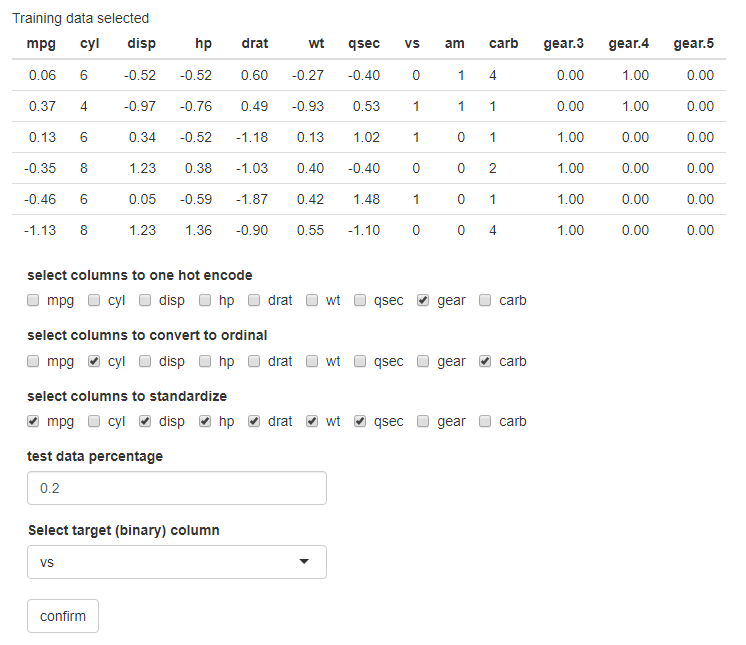 Training data selected
mpg cyl disp hp drat wt qsec vs am carb gear.3 gear.4 gear.5
0.06 6 -0.52 -0.52 0.60 -0.27 -0.40 0 1 4 0.00 1.00 0.00
0.37 4 -0.97 -0.76 0.49 -0.93 0.53 1 1 1 0.00 1.00 0.00
0.13 6 0.34 -0.52 -1.18 0.13 1.02 1 0 1 1.00 0.00 0.00
-0.35 8 1.23 0.38 -1.03 0.40 -0.40 0 0 2 1.00 0.00 0.00
-0.46 6 0.05 -0.59 -1.87 0.42 1.48 1 0 1 1.00 0.00 0.00
-1.13 8 1.23 1.36 -0.90 0.55 -1.10 0 0 4 1.00 0.00 0.00
select columns to one hot encode
mpg cyl disp hp drat wt qsec gear carb
select columns to convert to ordinal
mpg cyl disp hp drat wt qsec gear carb
select columns to standardize
mpg cyl disp hp drat wt qsec gear carb
test data percentage
0.2
Select target (binary) column
vs
confirm